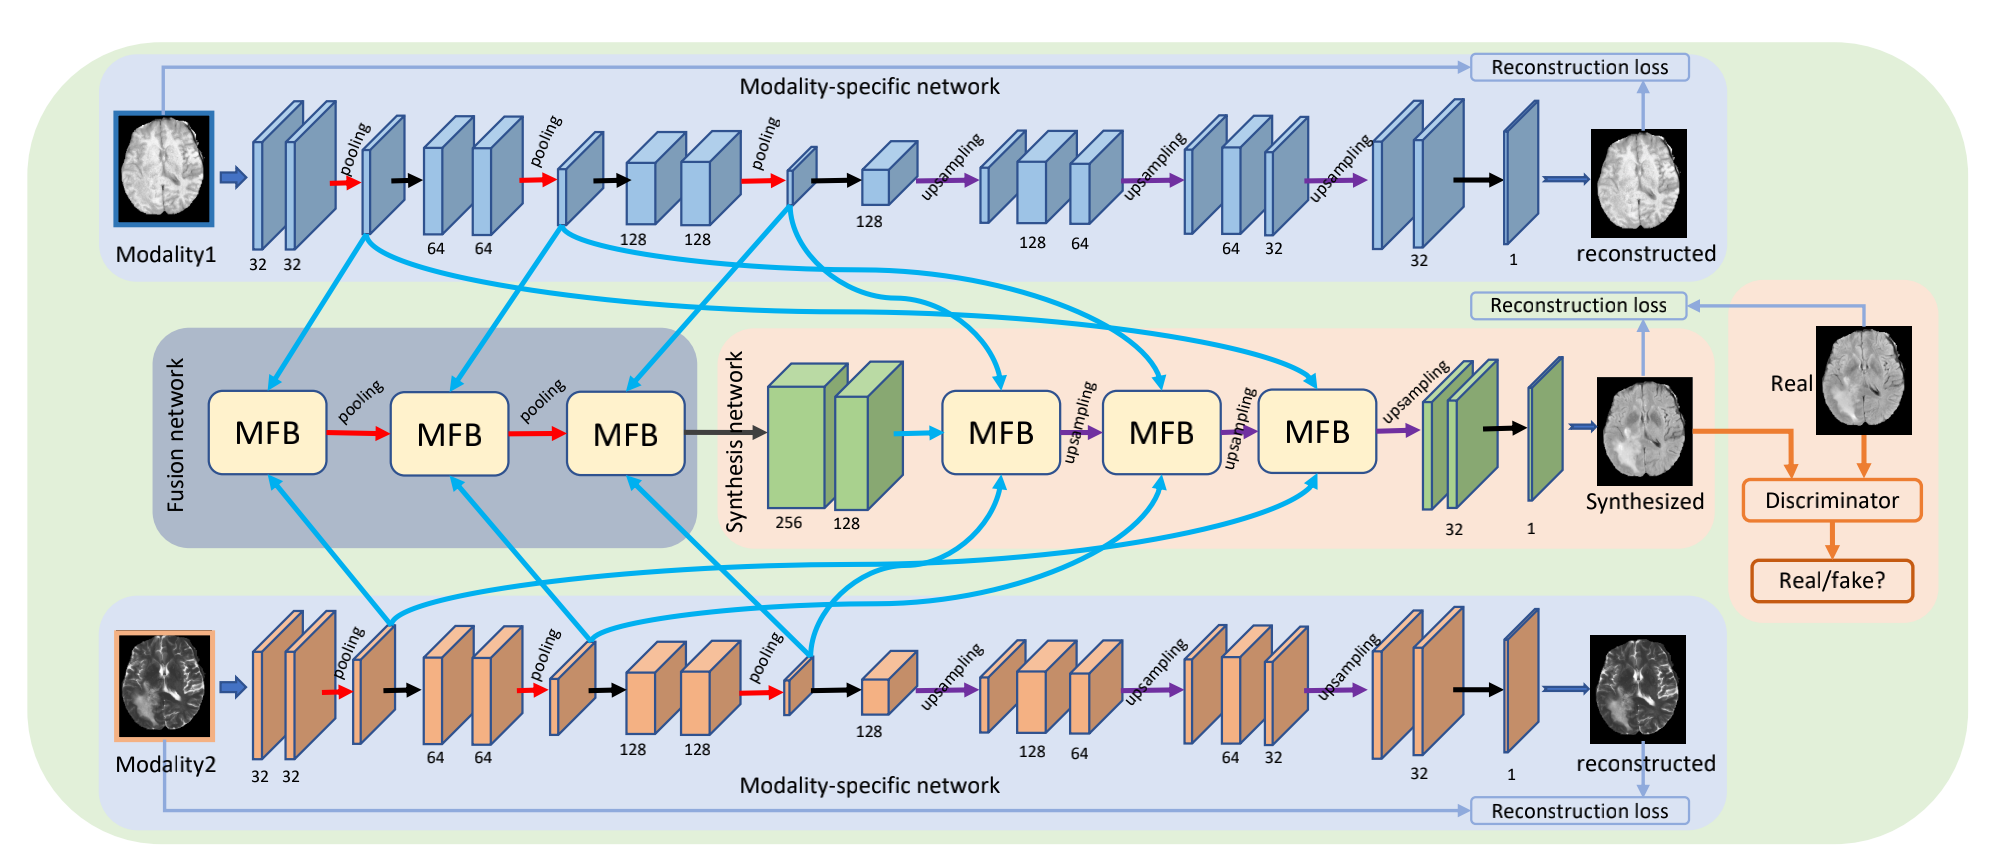 Reconstruction loss
Modality-specific network
pooling
pooling
pooling
upsampling
upsampling
upsampling
Modality1
32
32
64
64
128
128
128
128
64
64
32
32
1
reconstructed
Reconstruction loss
Fusion network
MFB
pooling
MFB
pooling
MFB
Synthesis network
256
128
MFB
upsampling
MFB
upsampling
MFB
upsampling
32
1
Synthesized
Real
Discriminator
Real/fake?
pooling
pooling
pooling
upsampling
upsampling
upsampling
Modality2
32
32
64
64
128
128
128
128
64
64
32
32
1
reconstructed
Modality-specific network
Reconstruction loss